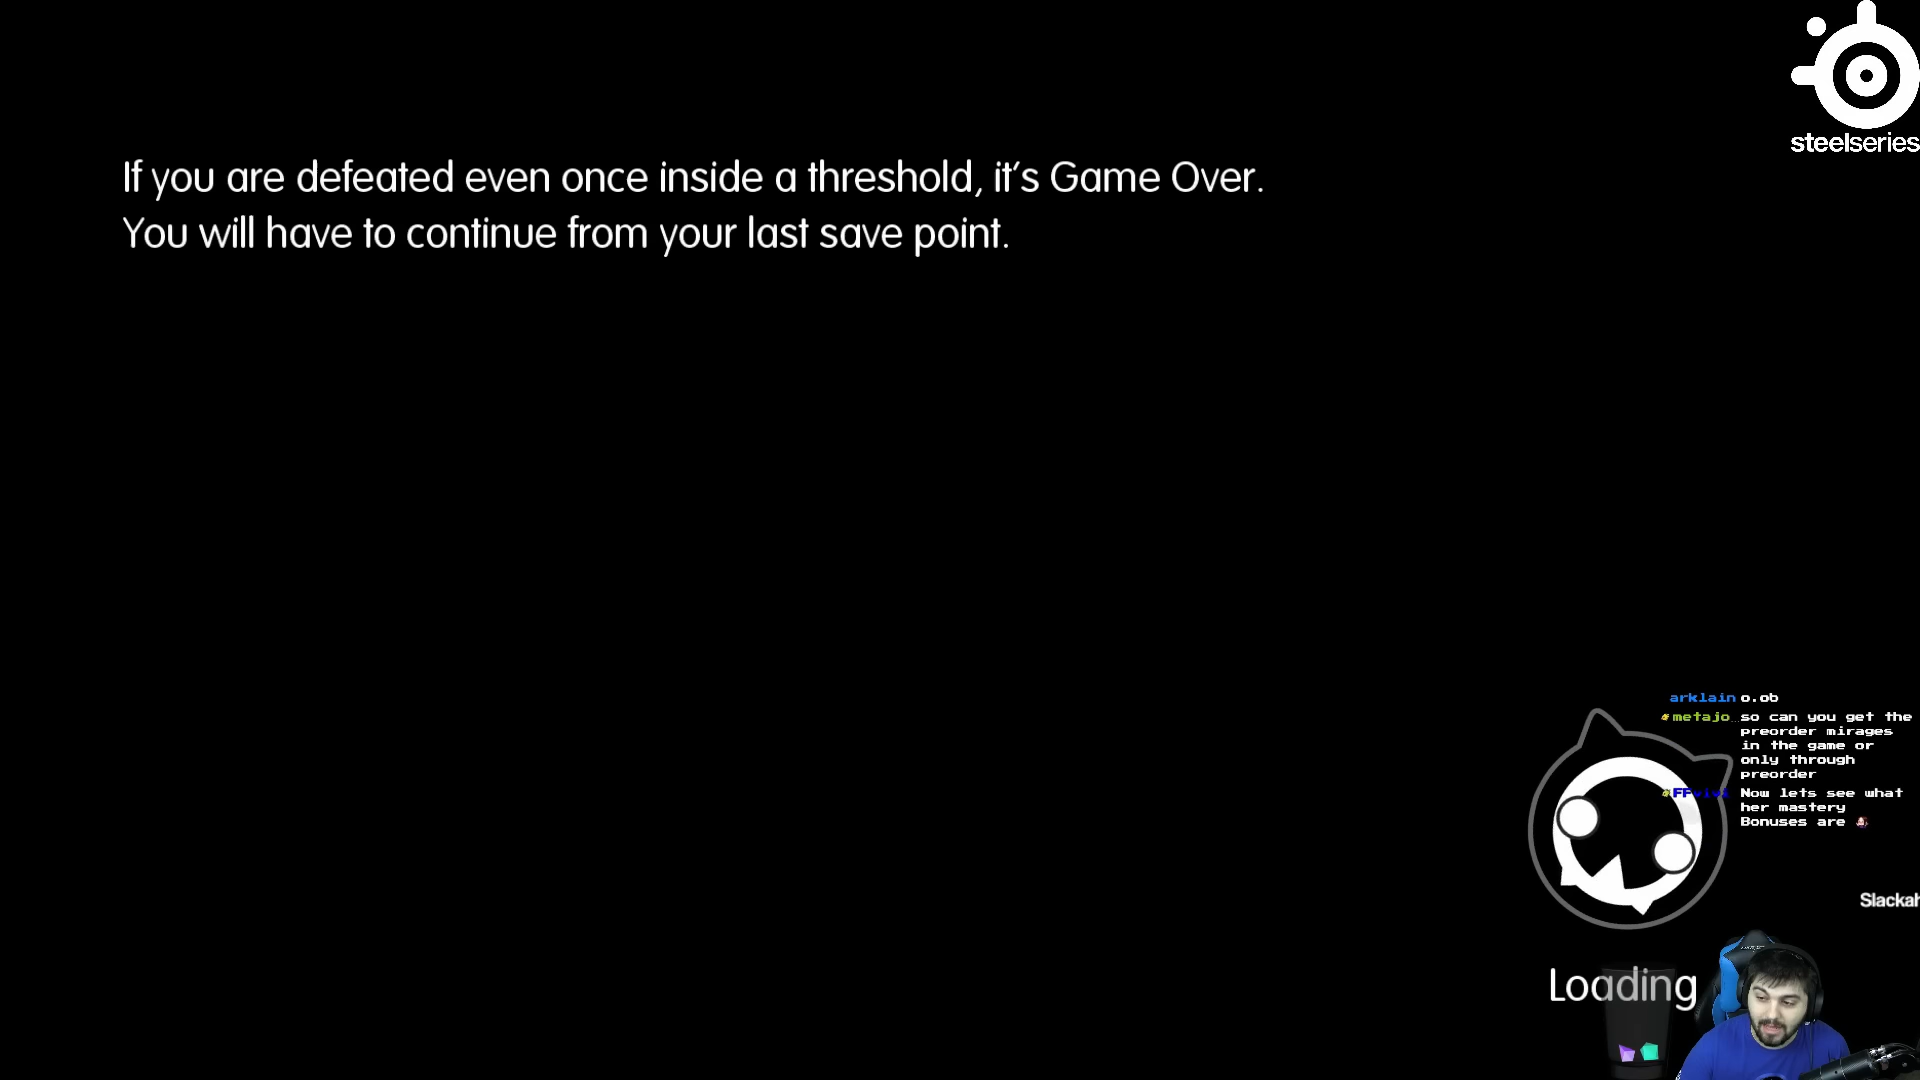 steelseries
If you are defeated even once inside a threshold, it's Game Over.
You will have to continue from your last save point.
arklain o.ob
metajo so can you get the
preorder mirages
in the game or
only through
preorder
FFvivi Now lets see what
her mastery
Bonuses are
Slackah
Loading